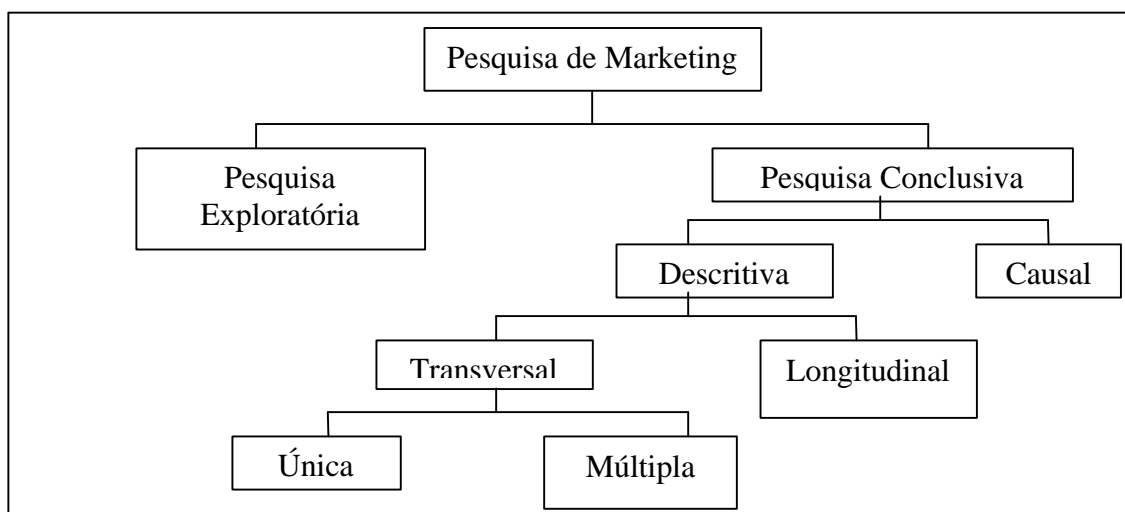 Pesquisa de Marketing
Pesquisa
Exploratória
Pesquisa Conclusiva
Descritiva
Causal
Transversal
Longitudinal
Única
Múltipla